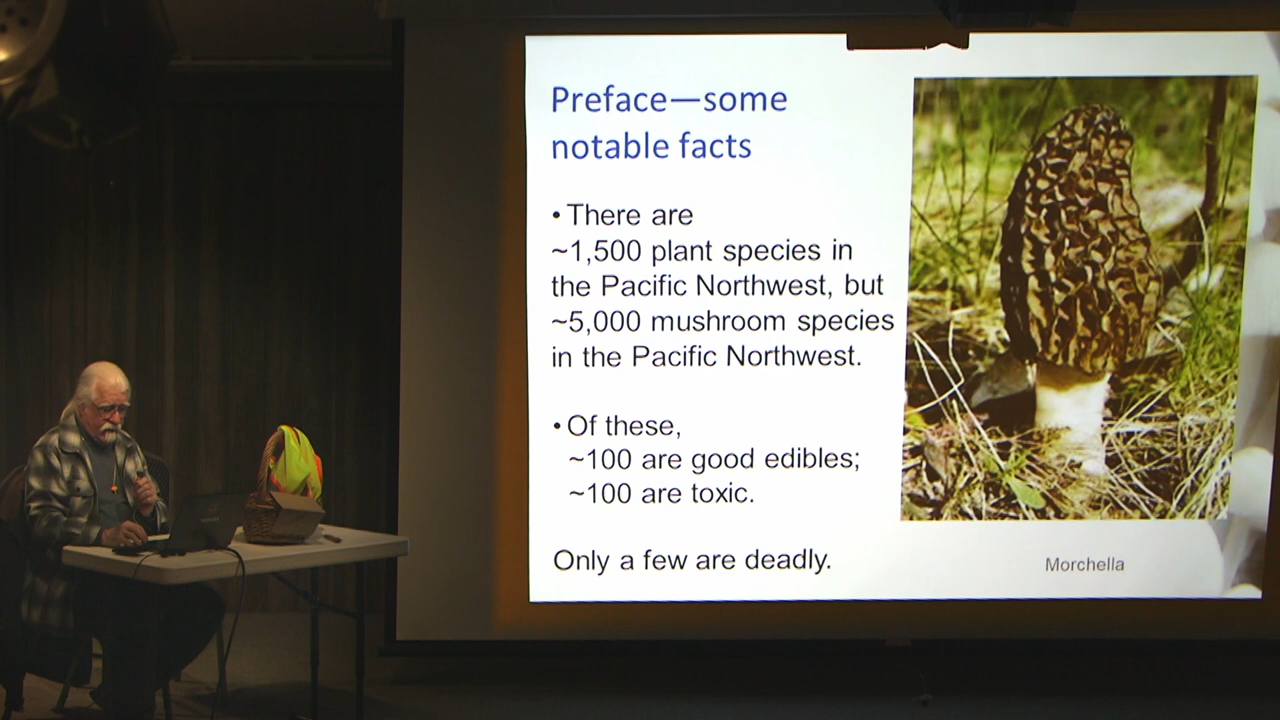 Preface—some
notable facts
• There are
~1,500 plant species in
the Pacific Northwest, but
~5,000 mushroom species
in the Pacific Northwest.
• Of these,
~100 are good edibles;
~100 are toxic.
Only a few are deadly.
Morchella